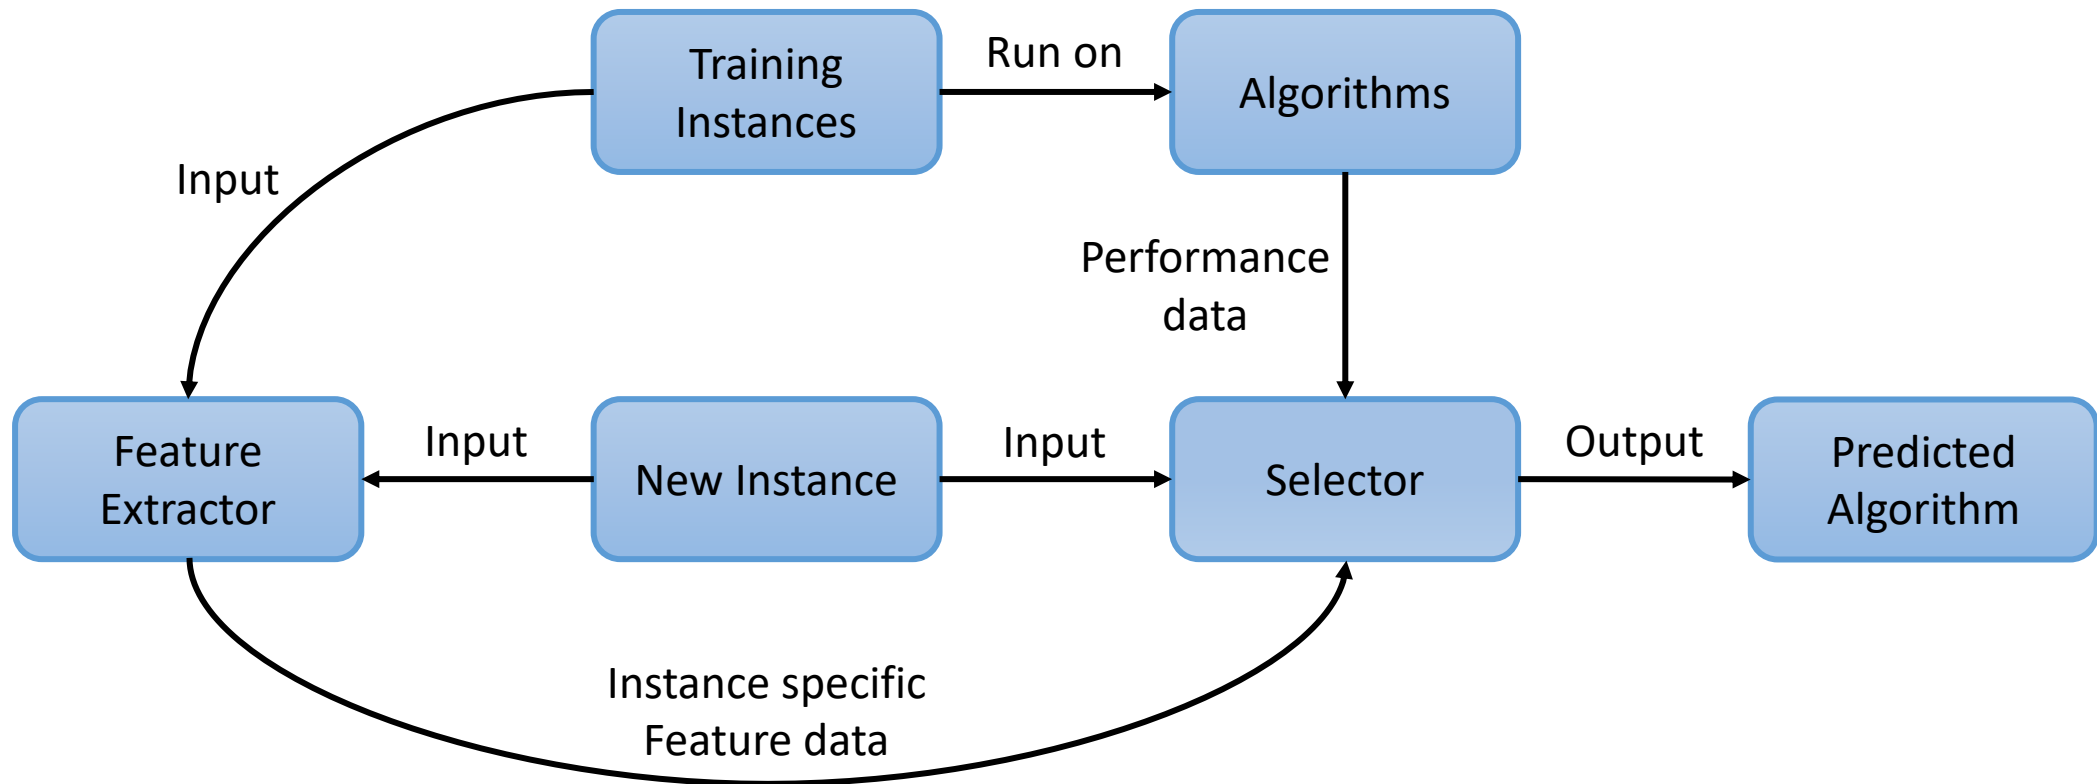 Training
Instances
Run on
Algorithms
Input
Performance
data
Feature
Extractor
Input
New Instance
Input
Selector
Output
Predicted
Algorithm
Instance specific
Feature data